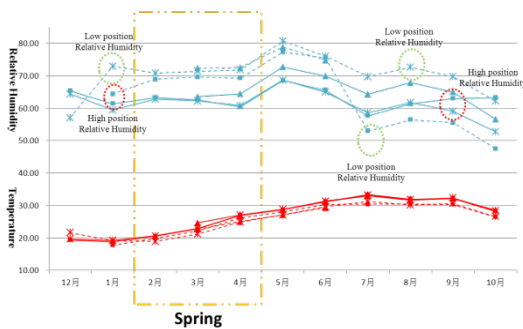 Low position
Relative Humidity
Low position
Relative Humidity
High position
Relative Humidity
High position
Relative Humidity
Low position
Relative Humidity
Relative Humidity
Temperature
80.00
70.00
60.00
50.00
40.00
30.00
20.00
10.00
12月 1月 2月 3月 4月 5月 6月 7月 8月 9月 10月
Spring